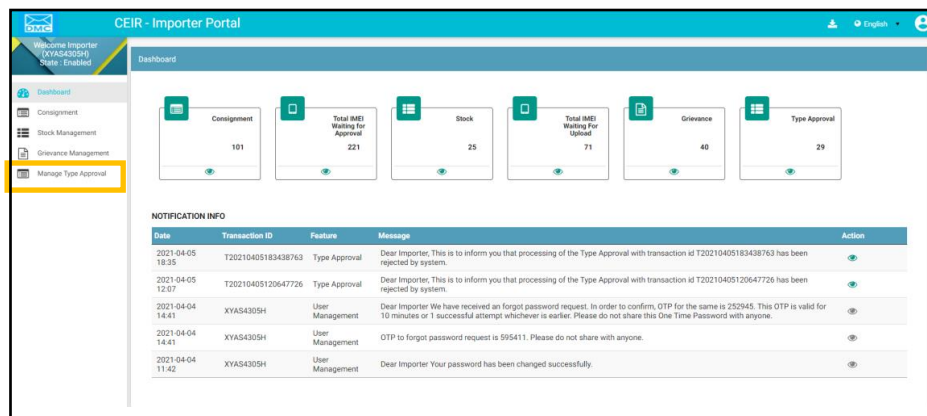 DMC
CEIR - Importer Portal
English
Welcome Importer
(XYAS4305H)
State : Enabled
Dashboard
Dashboard
Consignment
Stock Management
Grievance Management
Manage Type Approval
Consignment
101
Total IMEI
Waiting for
Approval
221
Stock
25
Total IMEI
Waiting For
Upload
71
Grievance
40
Type Approval
29
NOTIFICATION INFO
Date Transaction ID Feature Message Action
2021-04-05
18:35
T20210405183438763 Type Approval
Dear Importer, This is to inform you that processing of the Type Approval with transaction id T20210405183438763 has been
rejected by system.
2021-04-05
12:07
T20210405120647726 Type Approval
Dear Importer, This is to inform you that processing of the Type Approval with transaction id T20210405120647726 has been
rejected by system.
2021-04-04
14:41
XYAS4305H
User
Management
Dear Importer We have received an forgot password request. In order to confirm, OTP for the same is 252945. This OTP is valid for
10 minutes or 1 successful attempt whichever is earlier. Please do not share this One Time Password with anyone.
2021-04-04
14:41
XYAS4305H
User
Management
OTP to forgot password request is 595411. Please do not share with anyone.
2021-04-04
11:42
XYAS4305H
User
Management
Dear Importer Your password has been changed successfully.